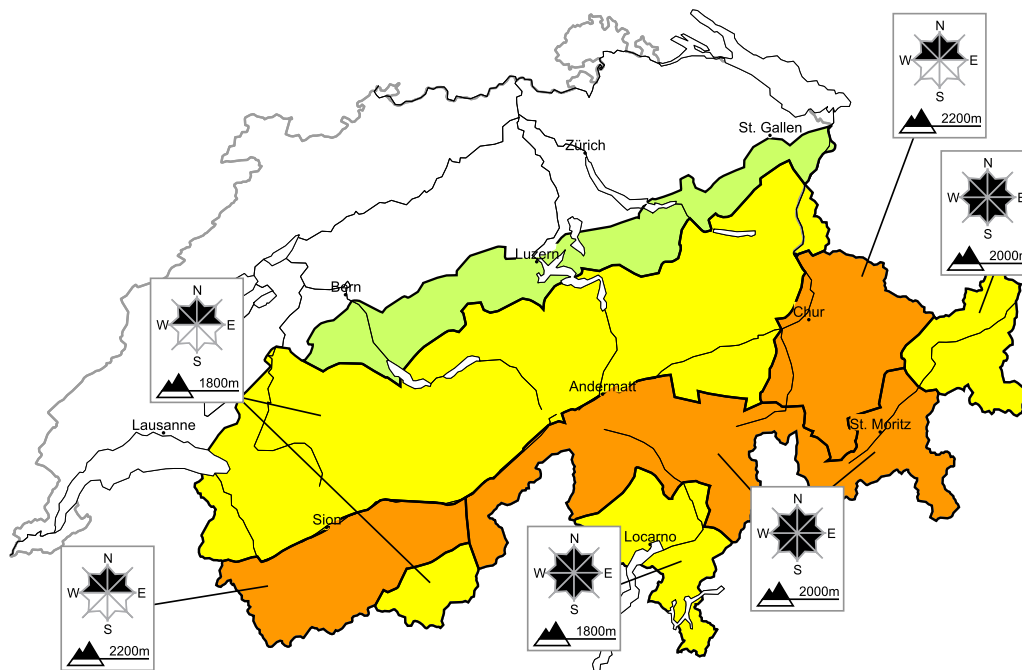 N
W E
S
2200m
N
W E
S
2000m
St. Gallen
Zürich
Luzern
Bern
N
W E
S
1800m
Chur
Andermatt
St. Moritz
Lausanne
Sion
Locarno
N
W E
S
2200m
N
W E
S
1800m
N
W E
S
2000m